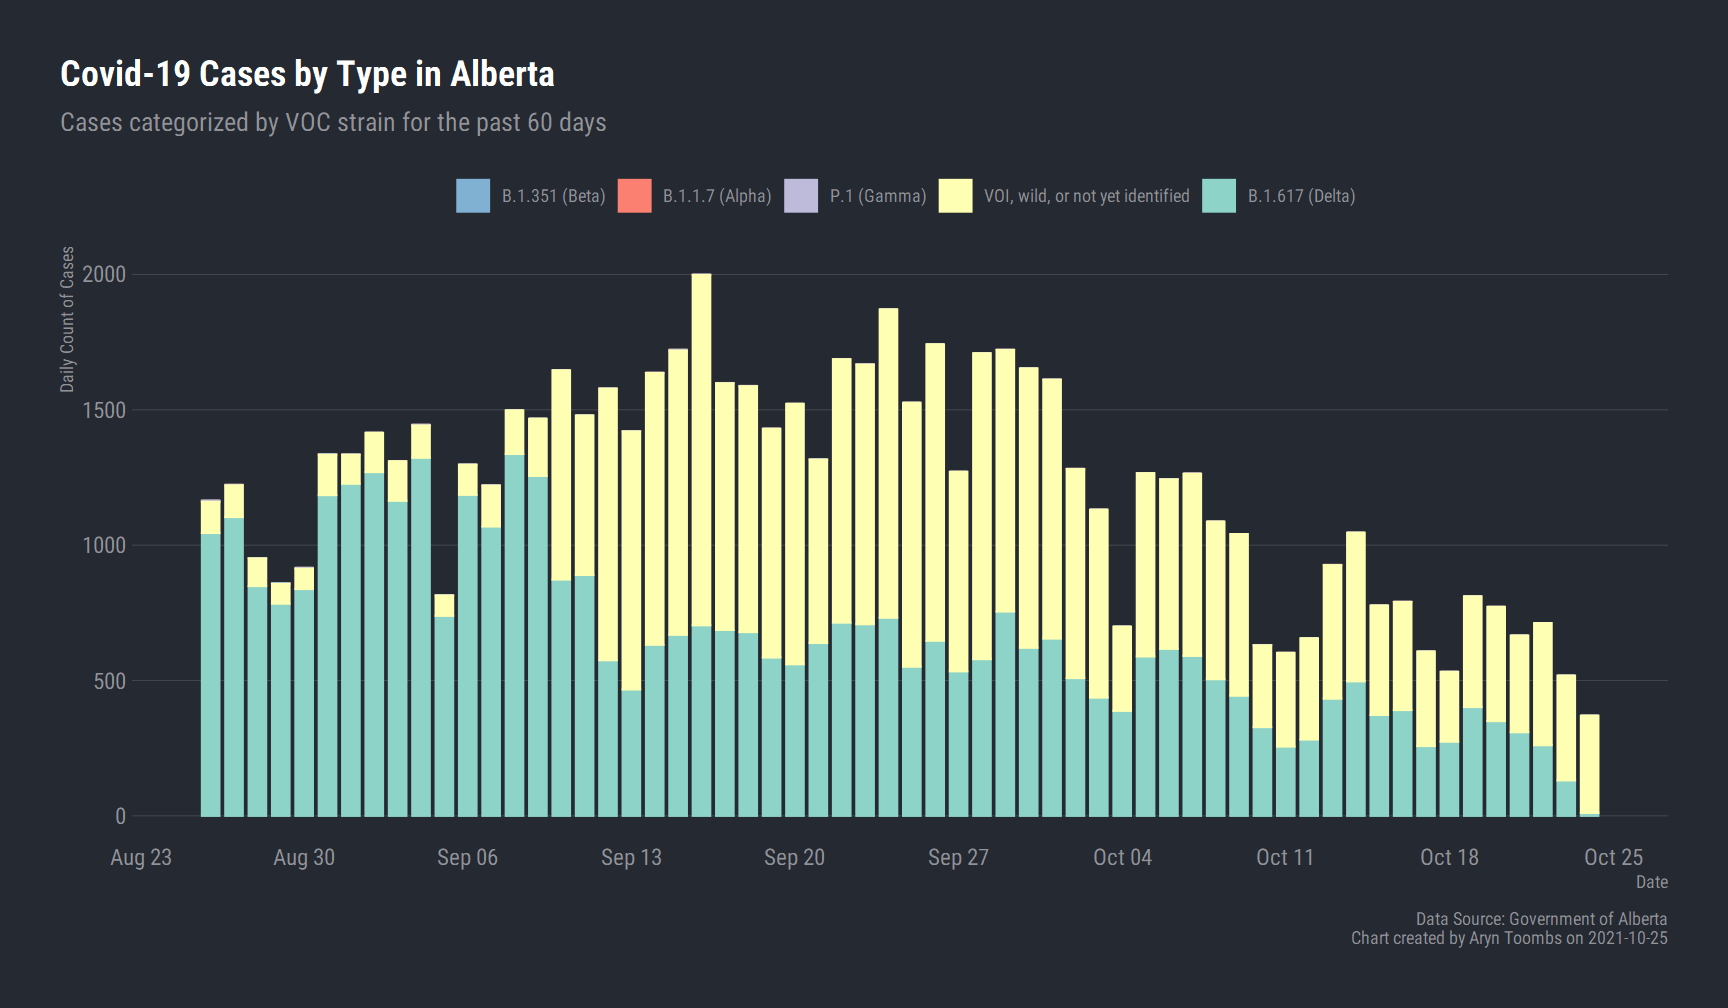 Covid-19 Cases by Type in Alberta
Cases categorized by VOC strain for the past 60 days
B.1.351 (Beta) B.1.1.7 (Alpha) P.1 (Gamma) VOI, wild, or not yet identified B.1.617 (Delta)
Daily Count of Cases
2000
1500
1000
500
0
Aug 23 Aug 30 Sep 06 Sep 13 Sep 20 Sep 27 Oct 04 Oct 11 Oct 18 Oct 25
Date
Data Source: Government of Alberta
Chart created by Aryn Toombs on 2021-10-25